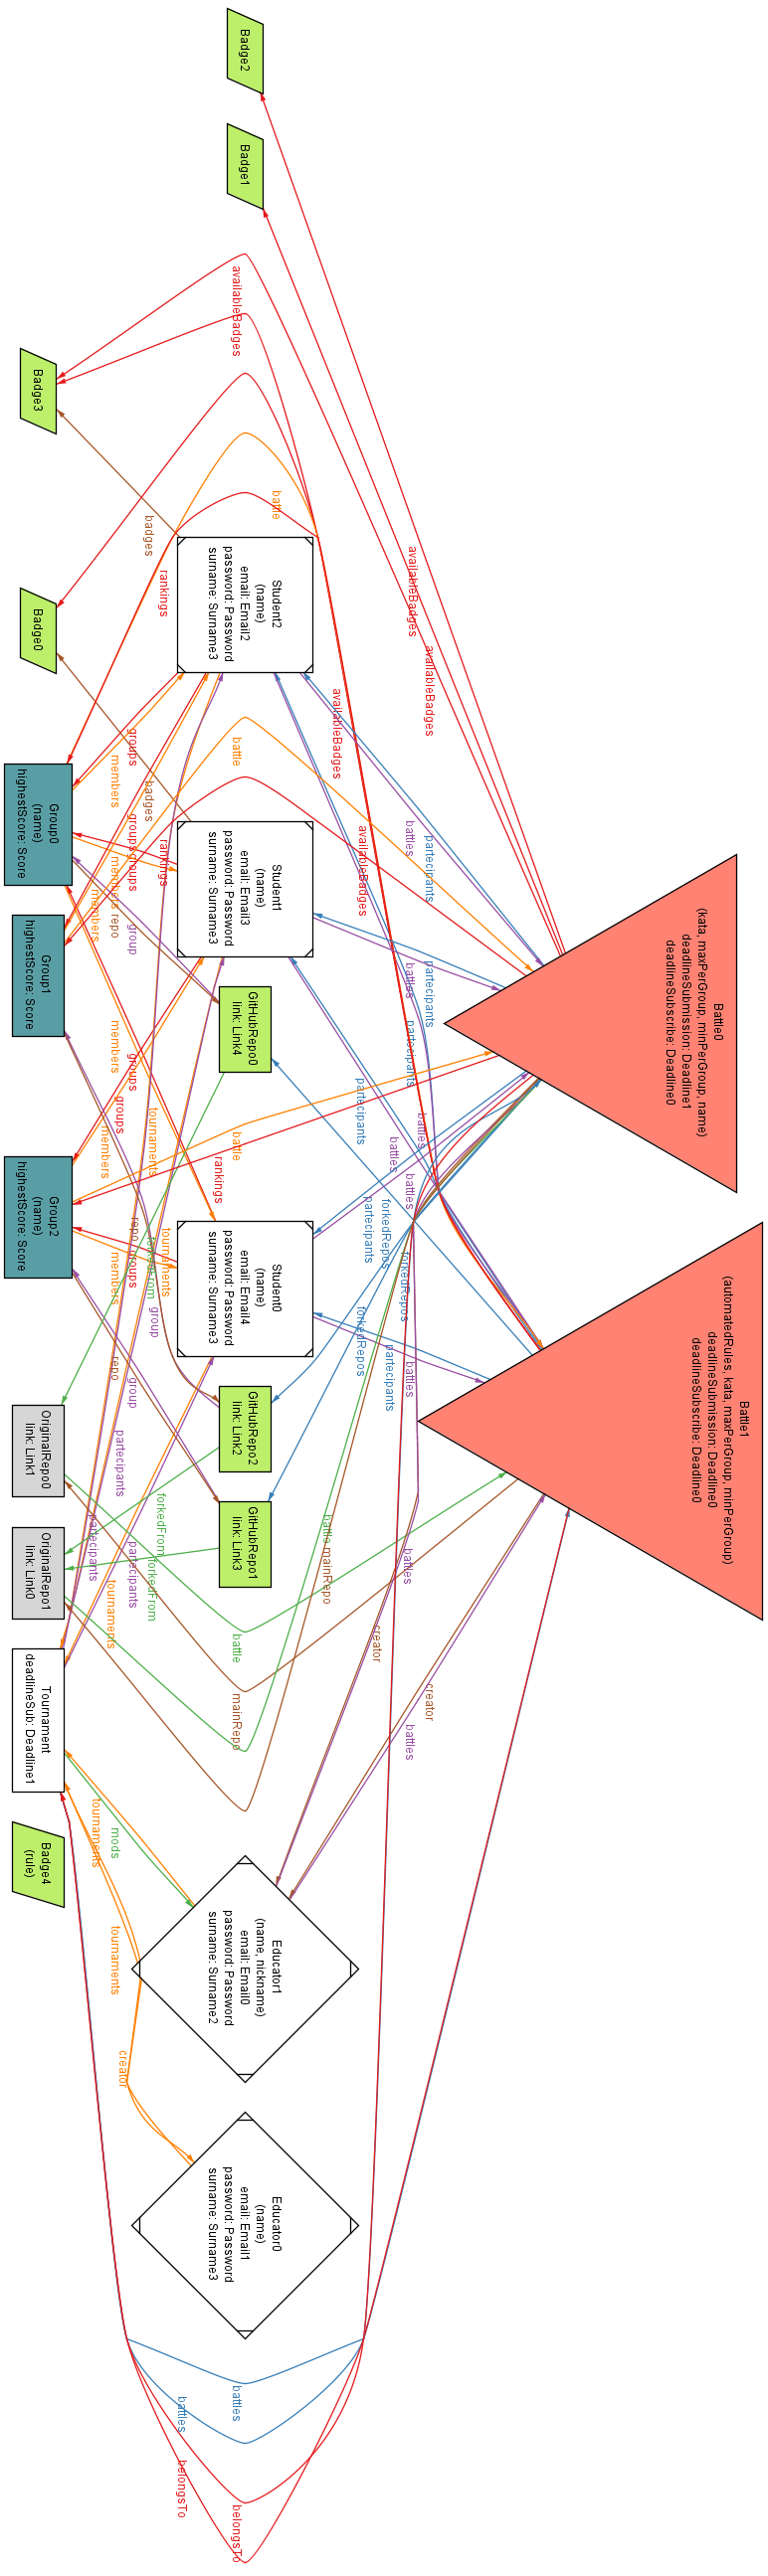 Battle1
(automatedRules, kata, maxPerGroup, minPerGroup)
deadlineSubmission: Deadline0
deadlineSubscribe: Deadline0
Battle0
(kata, maxPerGroup, minPerGroup, name)
deadlineSubmission: Deadline1
deadlineSubscribe: Deadline0
availableBadges
partecipants
partecipants
creator
availableBadges
battles
battles
partecipants
battles
battles
forkedRepos
battles
battles
battles
battles
forkedRepos
partecipants
creator
availableBadges
partecipants
partecipants
forkedRepos
availableBadges
battle
mainRepo
battle
Badge2
Badge1
Student2
(name)
email: Email2
password: Password
surname: Surname3
Student1
(name)
email: Email3
password: Password
surname: Surname3
GitHubRepo0
link: Link4
Student0
(name)
email: Email4
password: Password
surname: Surname3
GitHubRepo2
link: Link2
GitHubRepo1
link: Link3
Educator1
(name, nickname)
email: Email0
password: Password
surname: Surname2
Educator0
(name)
email: Email1
password: Password
surname: Surname3
availableBadges
battle
battle
battle
mainRepo
battles
belongsTo
rankings
battles
belongsTo
rankings
rankings
tournaments
badges
badges
tournaments
forkedFrom
group
forkedFrom
forkedFrom
groups
groups
groups
group
groups
repo
groups
group
partecipants
members
members
repo
members
groups
members
repo
partecipants
tournaments
mods
tournaments
creator
members
members
partecipants
tournaments
Badge3
Badge0
Group0
(name)
highestScore: Score
Group1
highestScore: Score
Group2
(name)
highestScore: Score
OriginalRepo0
link: Link1
OriginalRepo1
link: Link0
Tournament
deadlineSub: Deadline1
Badge4
(rule)